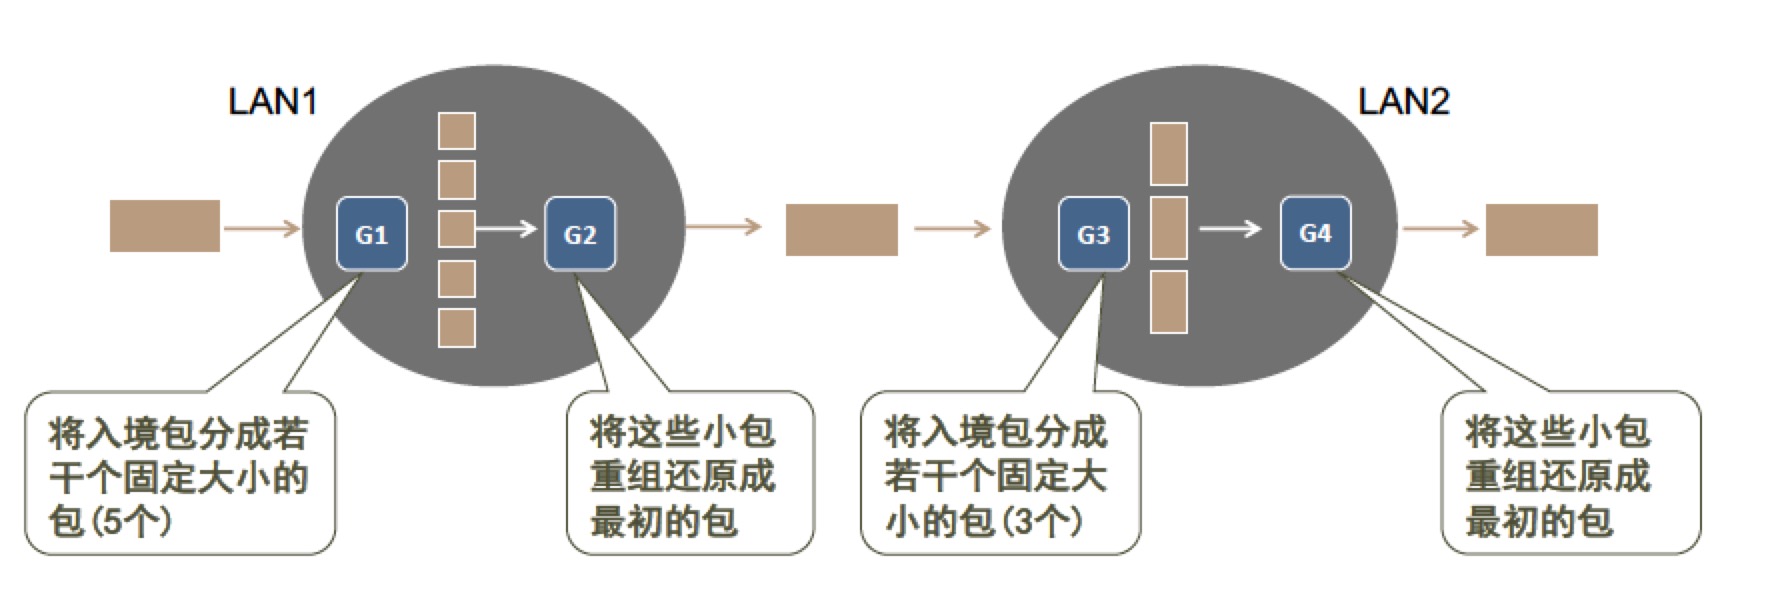 LAN1
LAN2
G1
G2
G3
G4
将入境包分成若
干个固定大小的
包(5个)
将这些小包
重组还原成
最初的包
将入境包分成
若干个固定大
小的包(3个)
将这些小包
重组还原成
最初的包